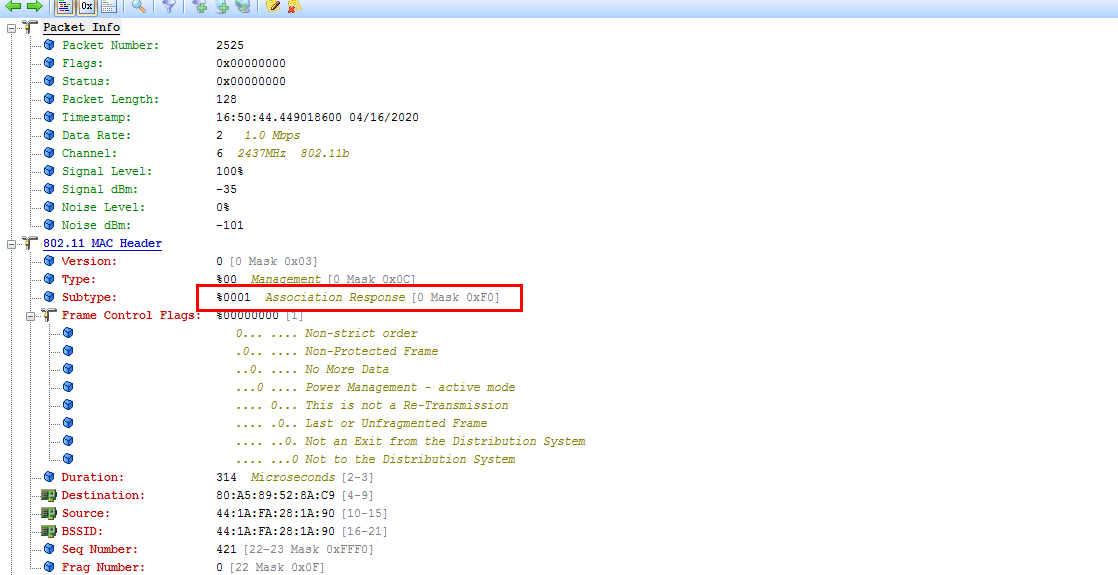 0x
Packet Info
Packet Number: 2525
Flags: 0x00000000
Status: 0x00000000
Packet Length: 128
Timestamp: 16:50:44.449018600 04/16/2020
Data Rate: 2 1.0 Mbps
Channel: 6 2437MHz 802.11b
Signal Level: 100%
Signal dBm: -35
Noise Level: 0%
Noise dBm: -101
802.11 MAC Header
Version: 0 [0 Mask 0x03]
Type: %00 Management [0 Mask 0x0C]
Subtype: %0001 Association Response [0 Mask 0xF0]
Frame Control Flags: %00000000 [1]
0... .... Non-strict order
.0.. .... Non-Protected Frame
..0. .... No More Data
...0 .... Power Management - active mode
.... 0... This is not a Re-Transmission
.... .0.. Last or Unfragmented Frame
.... ..0. Not an Exit from the Distribution System
.... ...0 Not to the Distribution System
Duration: 314 Microseconds [2-3]
Destination: 80:A5:89:52:8A:C9 [4-9]
Source: 44:1A:FA:28:1A:90 [10-15]
BSSID: 44:1A:FA:28:1A:90 [16-21]
Seq Number: 421 [22-23 Mask 0xFFF0]
Frag Number: 0 [22 Mask 0x0F]